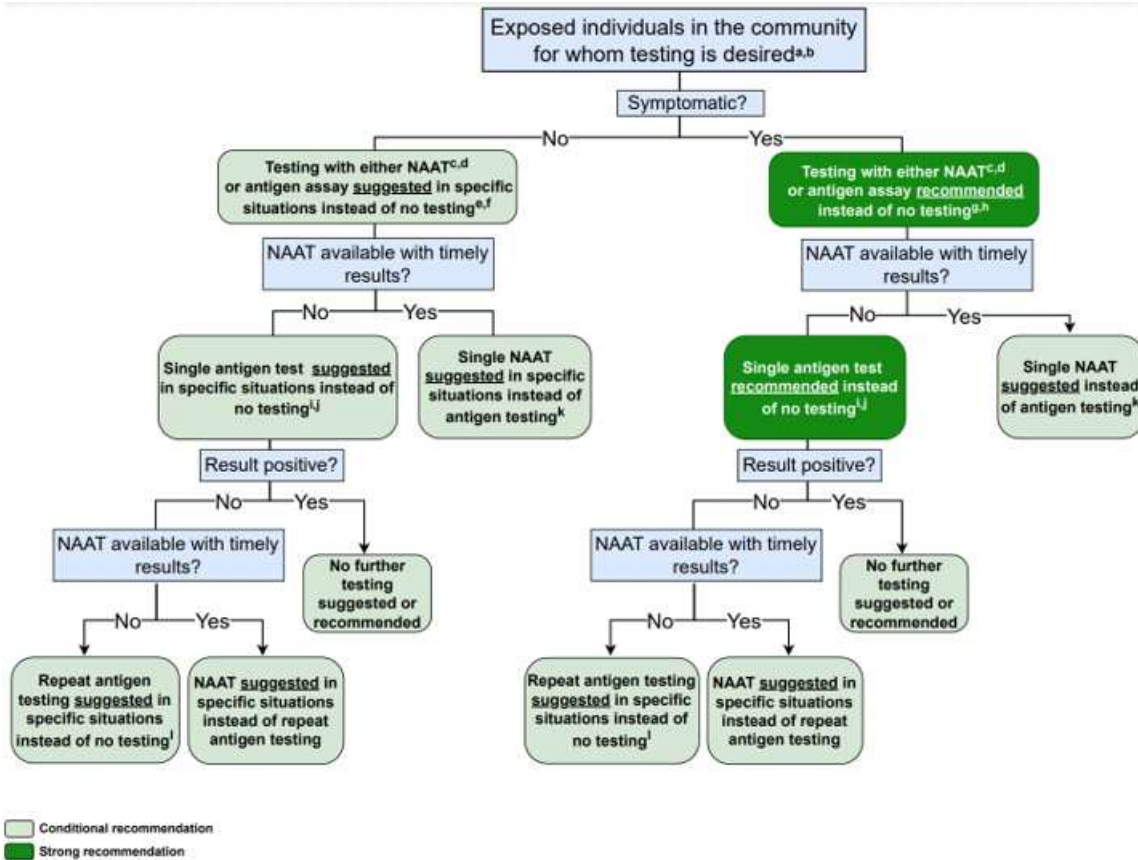 Exposed individuals in the community
for whom testing is desiredᵃ,ᵇ
Symptomatic?
No
Yes
Testing with either NAATᶜ,ᵈ
or antigen assay suggested in specific
situations instead of no testingᵉ,ᶠ
Testing with either NAATᶜ,ᵈ
or antigen assay recommended
instead of no testingᵍ,ʰ
NAAT available with timely
results?
NAAT available with timely
results?
No
Yes
No
Yes
Single antigen test suggested
in specific situations instead of
no testingⁱ,ʲ
Single NAAT
suggested in specific
situations instead of
antigen testingᵏ
Single antigen test
recommended instead
of no testingⁱ,ʲ
Single NAAT
suggested instead
of antigen testingᵏ
Result positive?
Result positive?
No
Yes
No
Yes
NAAT available with timely
results?
No further
testing
suggested or
recommended
NAAT available with timely
results?
No further
testing
suggested or
recommended
No
Yes
No
Yes
Repeat antigen
testing suggested in
specific situations
instead of no testingˡ
NAAT suggested in
specific situations
instead of repeat
antigen testing
Repeat antigen testing
suggested in specific
situations instead of
no testingˡ
NAAT suggested in
specific situations
instead of repeat
antigen testing
Conditional recommendation
Strong recommendation